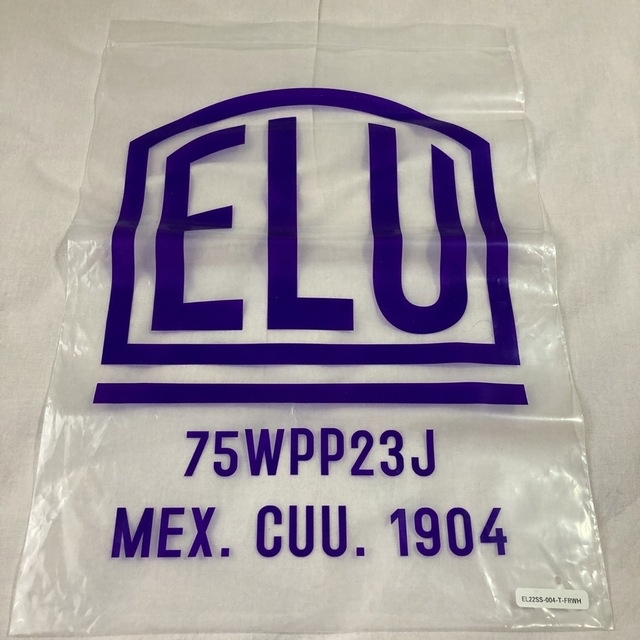 ELU
75WPP23J
MEX. CUU. 1904
EL22SS-004-T-FRWH